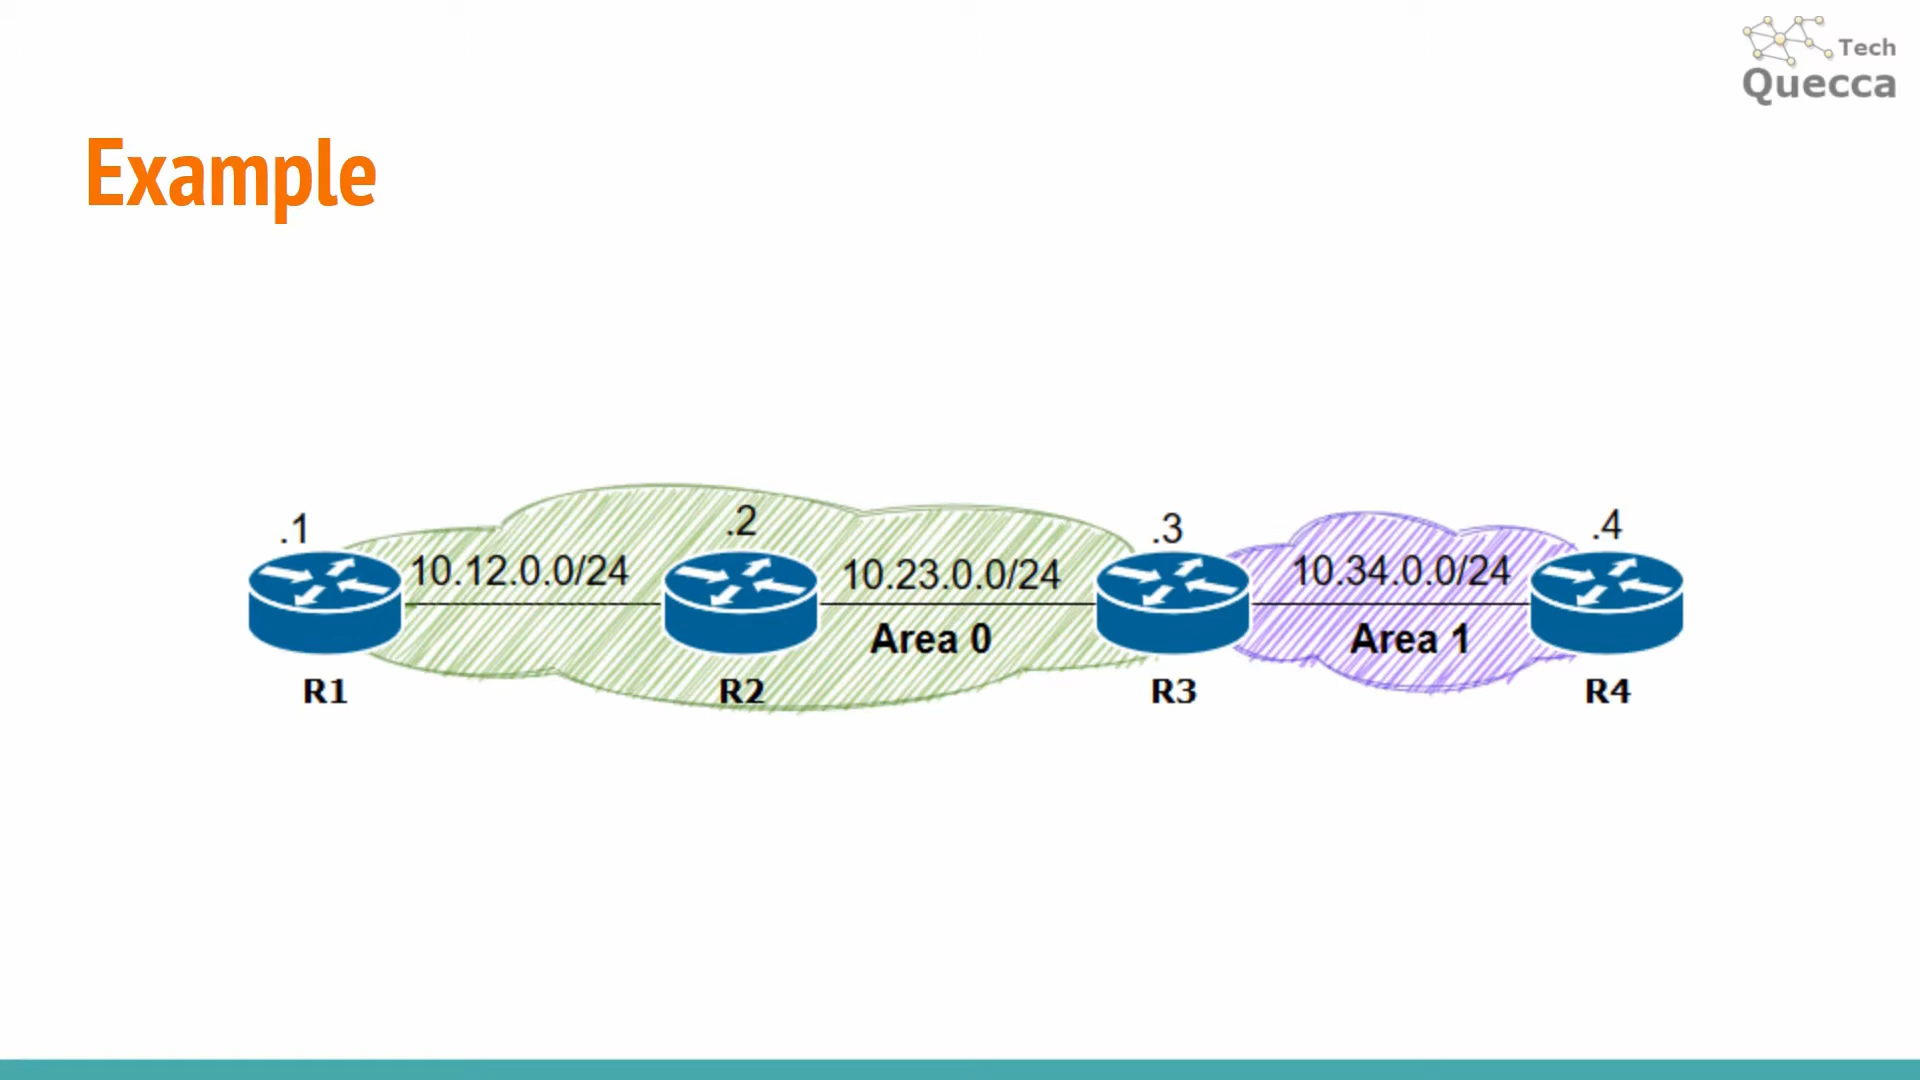 Tech
Quecca
Example
.1
.2
.3
.4
10.12.0.0/24
10.23.0.0/24
10.34.0.0/24
Area 0
Area 1
R1
R2
R3
R4